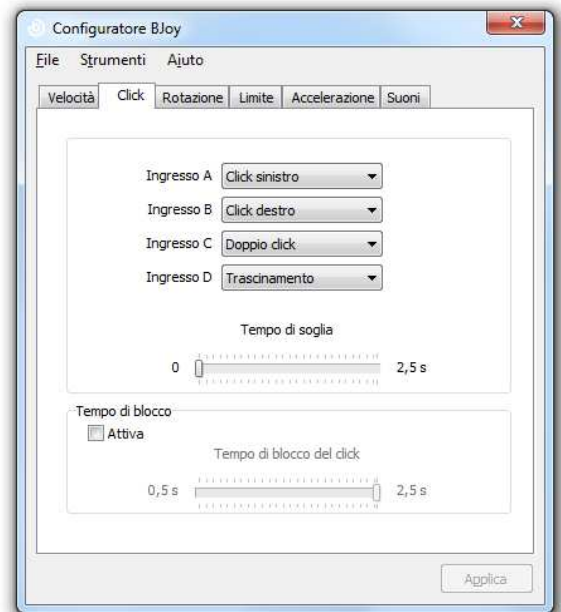 Configuratore BJoy
File Strumenti Ajuto
Velocità Click Rotazione Limite Accelerazione Suoni
Ingresso A Click sinistro
Ingresso B Click destro
Ingresso C Doppio click
Ingresso D Trascinamento
Tempo di soglia
0 2,5 s
Tempo di blocco
Attiva
Tempo di blocco del click
0,5 s 2,5 s
Applica